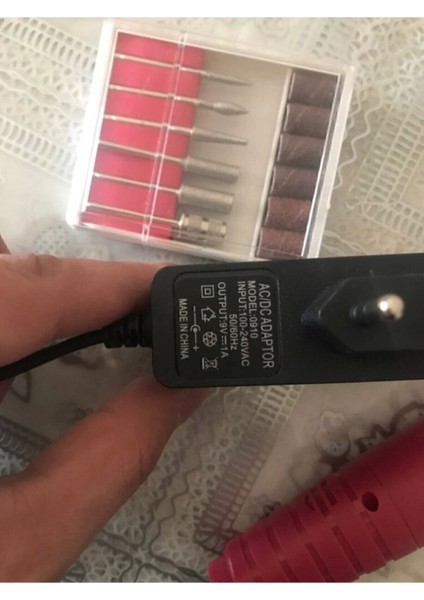 AC/DC ADAPTOR
MODEL:0910
INPUT:100-240VAC
50/60Hz
OUTPUT:9V⎓1A
MADE IN CHINA